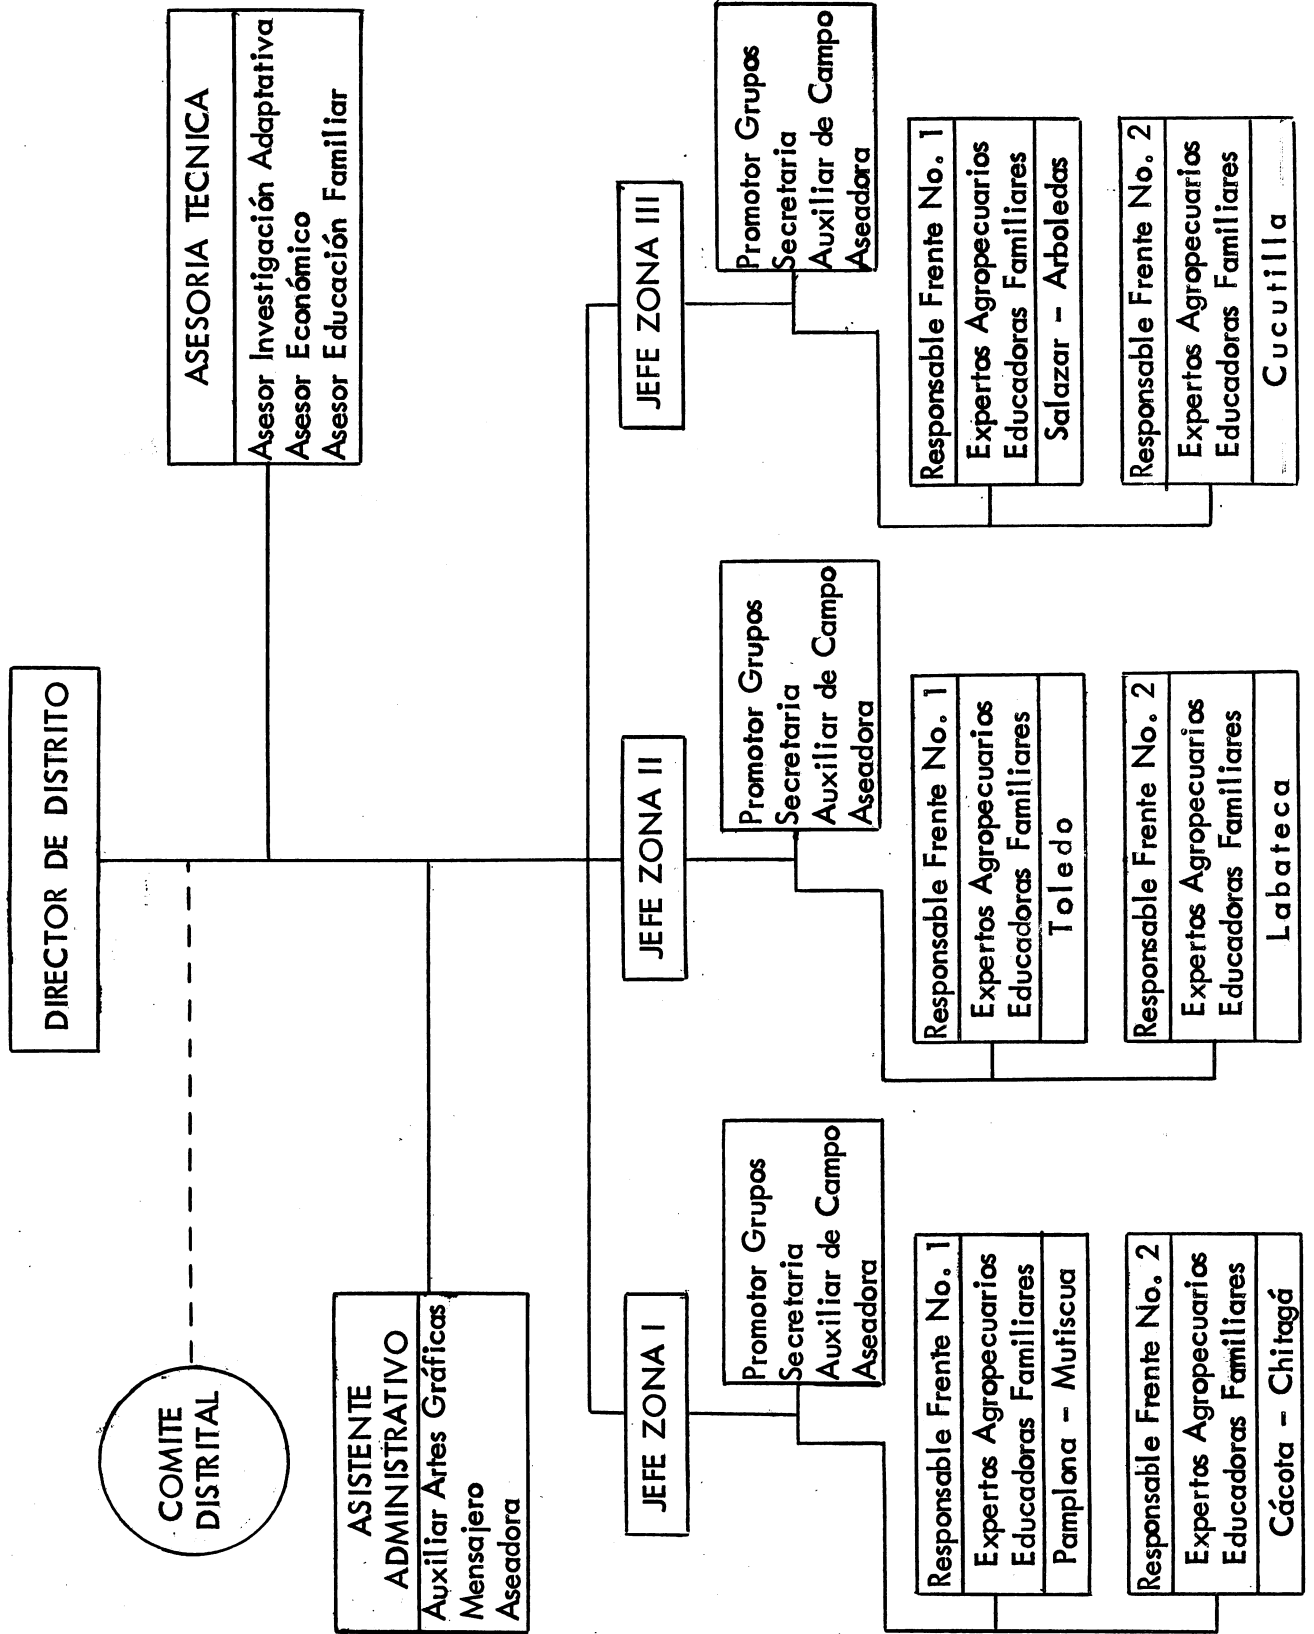 DIRECTOR DE DISTRITO
COMITE
DISTRITAL
ASESORIA TECNICA
Asesor Investigación Adaptativa
Asesor Económico
Asesor Educación Familiar
ASISTENTE
ADMINISTRATIVO
Auxiliar Artes Gráficas
Mensajero
Aseadora
JEFE ZONA I
Promotor Grupos
Secretaria
Auxiliar de Campo
Aseadora
Responsable Frente No. 1
Expertos Agropecuarios
Educadoras Familiares
Pamplona - Mutiscua
Responsable Frente No. 2
Expertos Agropecuarios
Educadoras Familiares
Cácota - Chitagá
JEFE ZONA II
Promotor Grupos
Secretaria
Auxiliar de Campo
Aseadora
Responsable Frente No. 1
Expertos Agropecuarios
Educadoras Familiares
Toledo
Responsable Frente No. 2
Expertos Agropecuarios
Educadoras Familiares
Labateca
JEFE ZONA III
Promotor Grupos
Secretaria
Auxiliar de Campo
Aseadora
Responsable Frente No. 1
Expertos Agropecuarios
Educadoras Familiares
Salazar - Arboledas
Responsable Frente No. 2
Expertos Agropecuarios
Educadoras Familiares
Cucutilla